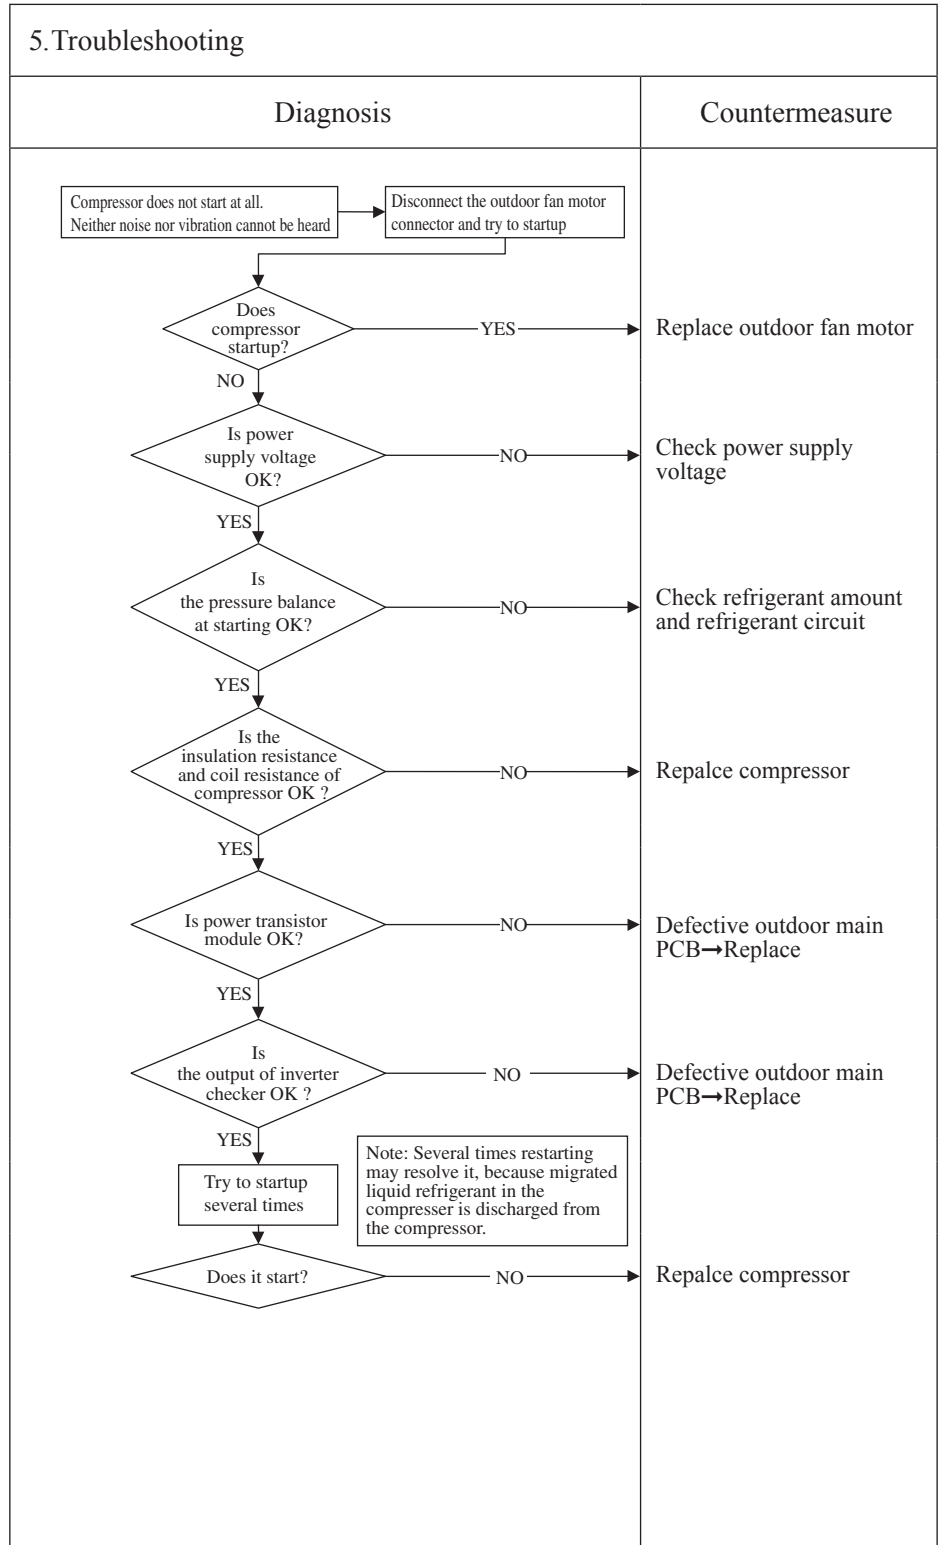 5.Troubleshooting
Diagnosis
Countermeasure
Compressor does not start at all.
Neither noise nor vibration cannot be heard
Disconnect the outdoor fan motor
connector and try to startup
Does
compressor
startup?
YES
Replace outdoor fan motor
NO
Is power
supply voltage
OK?
NO
Check power supply
voltage
YES
Is
the pressure balance
at starting OK?
NO
Check refrigerant amount
and refrigerant circuit
YES
Is the
insulation resistance
and coil resistance of
compressor OK ?
NO
Repalce compressor
YES
Is power transistor
module OK?
NO
Defective outdoor main
PCB→Replace
YES
Is
the output of inverter
checker OK ?
NO
Defective outdoor main
PCB→Replace
YES
Try to startup
several times
Note: Several times restarting
may resolve it, because migrated
liquid refrigerant in the
compresser is discharged from
the compressor.
Does it start?
NO
Repalce compressor